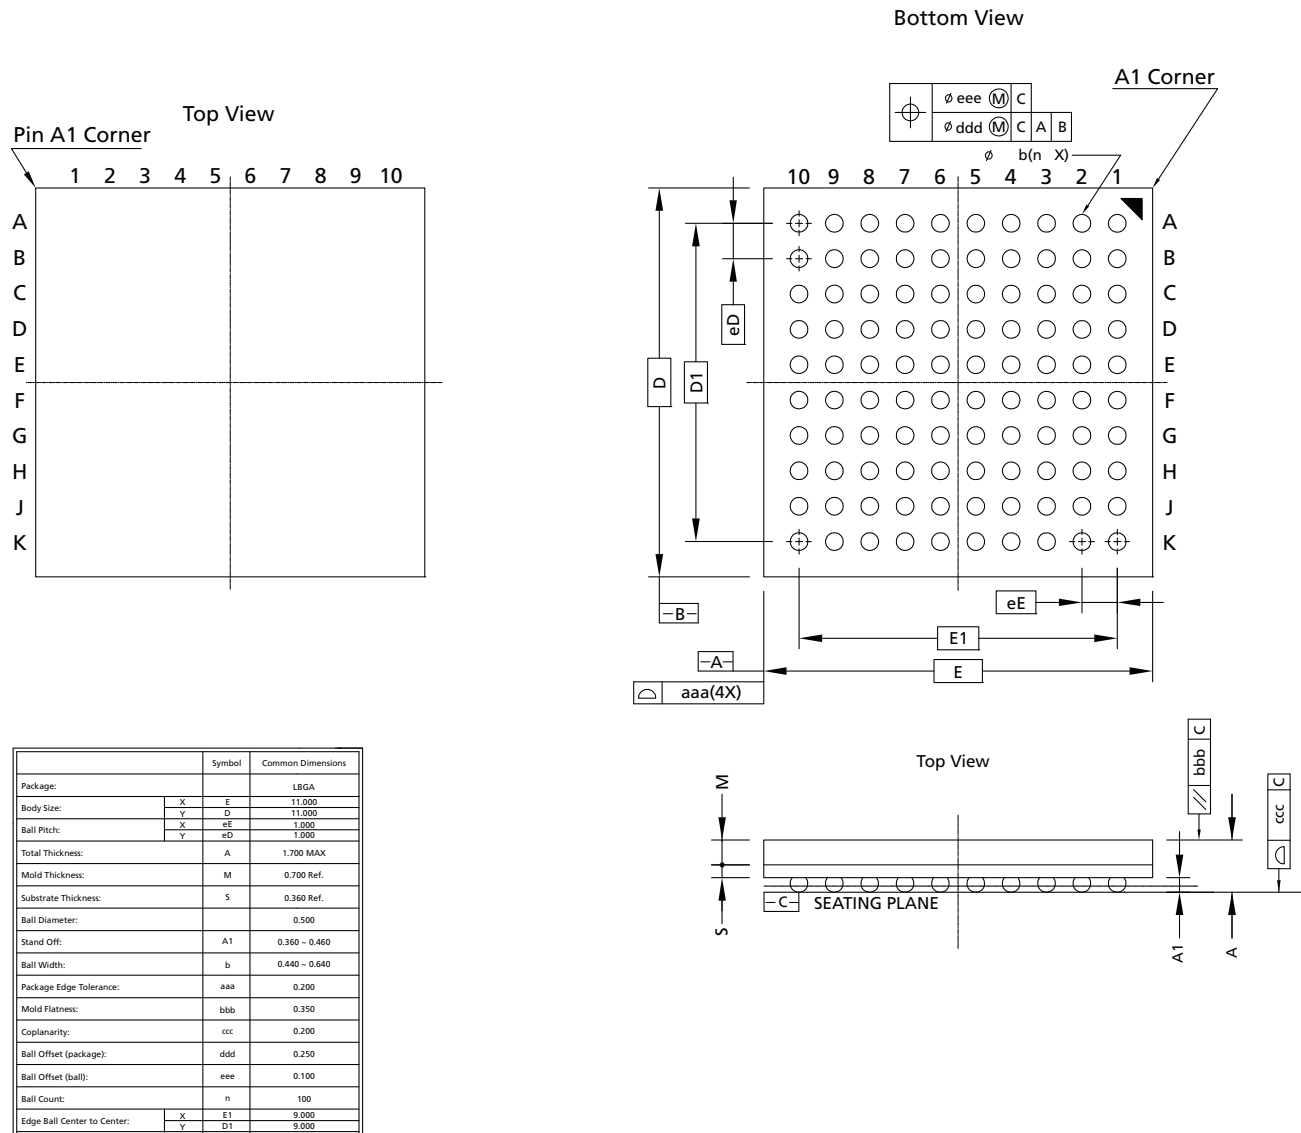 Bottom View
A1 Corner
ø eee M C
ø ddd M C A B
ø b(n X)
Top View
Pin A1 Corner
1 2 3 4 5 6 7 8 9 10
A
B
C
D
E
F
G
H
J
K
10 9 8 7 6 5 4 3 2 1
A
B
C
D
E
F
G
H
J
K
eD
D
D1
eE
-B-
E1
-A-
E
aaa(4X)
Top View
M
S
bbb C
ccc C
-C- SEATING PLANE
A1
A
Symbol Common Dimensions
Package: LBGA
Body Size: X E 11.000
Y D 11.000
Ball Pitch: X eE 1.000
Y eD 1.000
Total Thickness: A 1.700 MAX
Mold Thickness: M 0.700 Ref.
Substrate Thickness: S 0.360 Ref.
Ball Diameter: 0.500
Stand Off: A1 0.360 ~ 0.460
Ball Width: b 0.440 ~ 0.640
Package Edge Tolerance: aaa 0.200
Mold Flatness: bbb 0.350
Coplanarity: ccc 0.200
Ball Offset (package): ddd 0.250
Ball Offset (ball): eee 0.100
Ball Count: n 100
Edge Ball Center to Center: X E1 9.000
Y D1 9.000